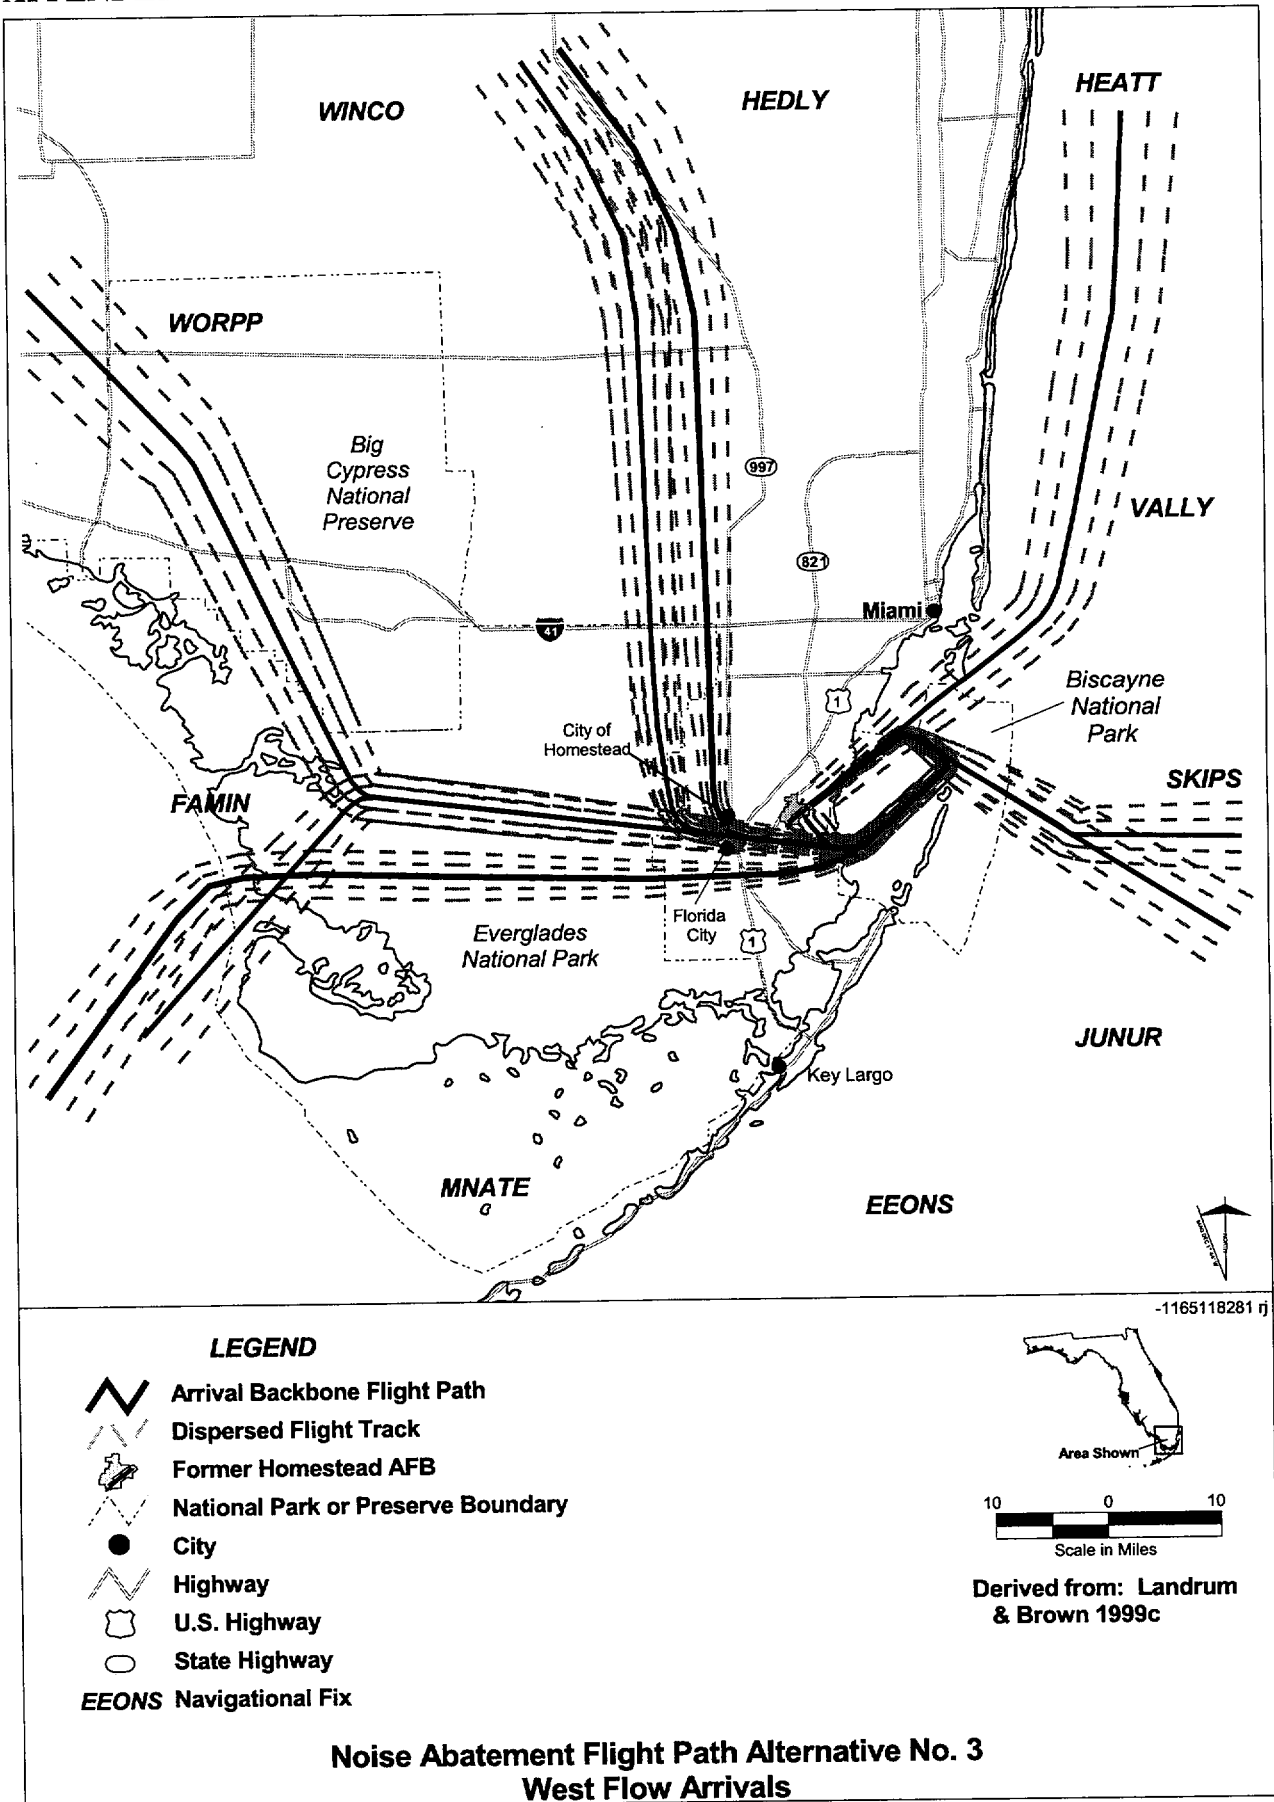 WINCO
HEDLY
HEATT
WORPP
Big
Cypress
National
Preserve
997
VALLY
821
Miami
41
1
Biscayne
National
Park
City of
Homestead
SKIPS
FAMIN
Florida
City
1
Everglades
National Park
JUNUR
Key Largo
MNATE
EEONS
-1165118281 rj
LEGEND
Arrival Backbone Flight Path
Dispersed Flight Track
Former Homestead AFB
National Park or Preserve Boundary
City
Highway
U.S. Highway
State Highway
EEONS Navigational Fix
Area Shown
10 0 10
Scale in Miles
Derived from: Landrum
& Brown 1999c
Noise Abatement Flight Path Alternative No. 3
West Flow Arrivals